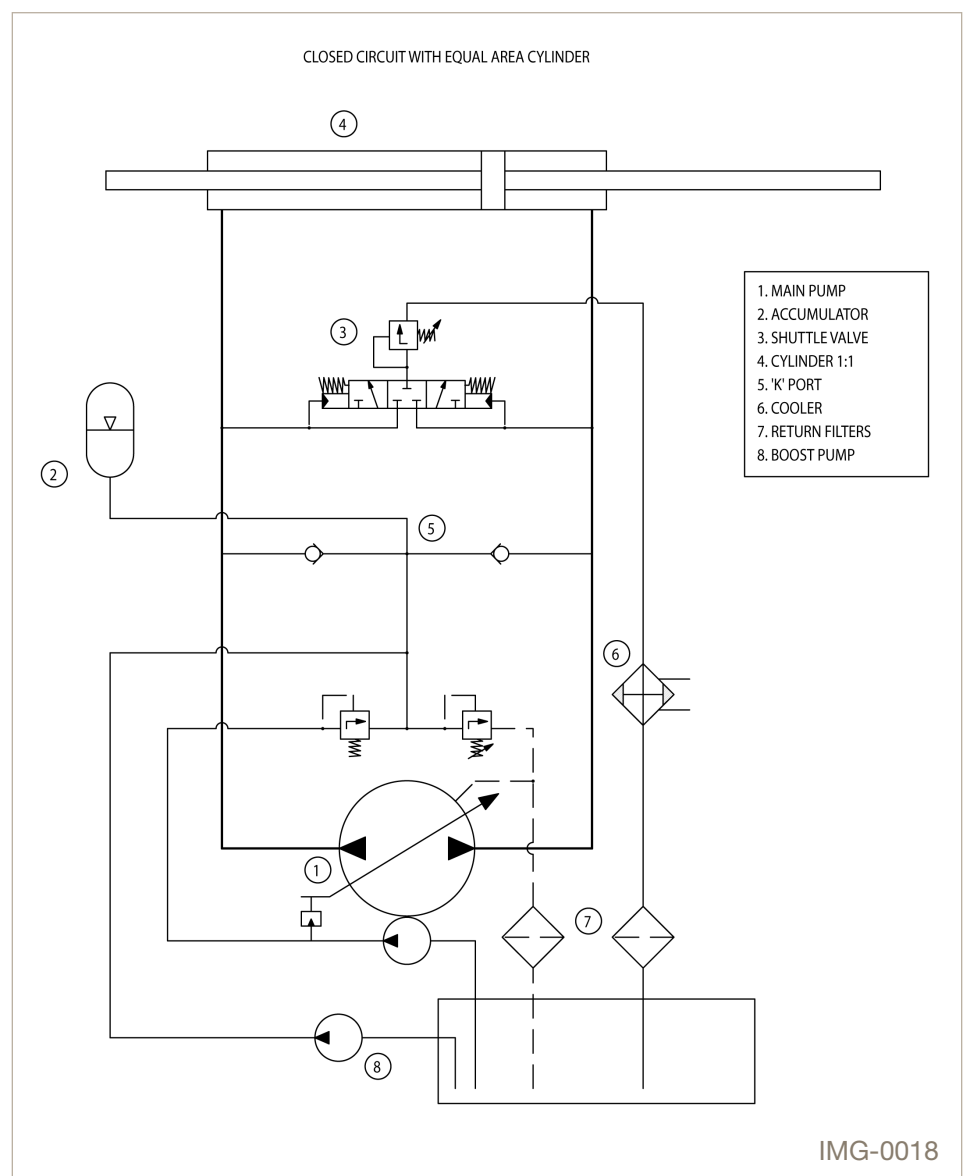 CLOSED CIRCUIT WITH EQUAL AREA CYLINDER
4
1. MAIN PUMP
2. ACCUMULATOR
3. SHUTTLE VALVE
4. CYLINDER 1:1
5. 'K' PORT
6. COOLER
7. RETURN FILTERS
8. BOOST PUMP
3
2
5
6
1
7
8
IMG-0018